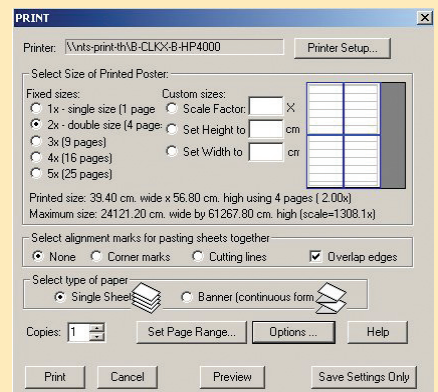 PRINT
Printer: \\nts-print-th\B-CLKX-B-HP4000 Printer Setup...
Select Size of Printed Poster:
Fixed sizes: Custom sizes:
1x - single size (1 page Scale Factor: X
2x - double size (4 page: Set Height to cm
3x (9 pages) Set Width to cm
4x (16 pages)
5x (25 pages)
Printed size: 39.40 cm. wide x 56.80 cm. high using 4 pages ( 2.00x)
Maximum size: 24121.20 cm. wide by 61267.80 cm. high (scale=1308.1x)
Select alignment marks for pasting sheets together
None Corner marks Cutting lines Overlap edges
Select type of paper
Single Sheet Banner (continuous form
Copies: 1 Set Page Range... Options ... Help
Print Cancel Preview Save Settings Only